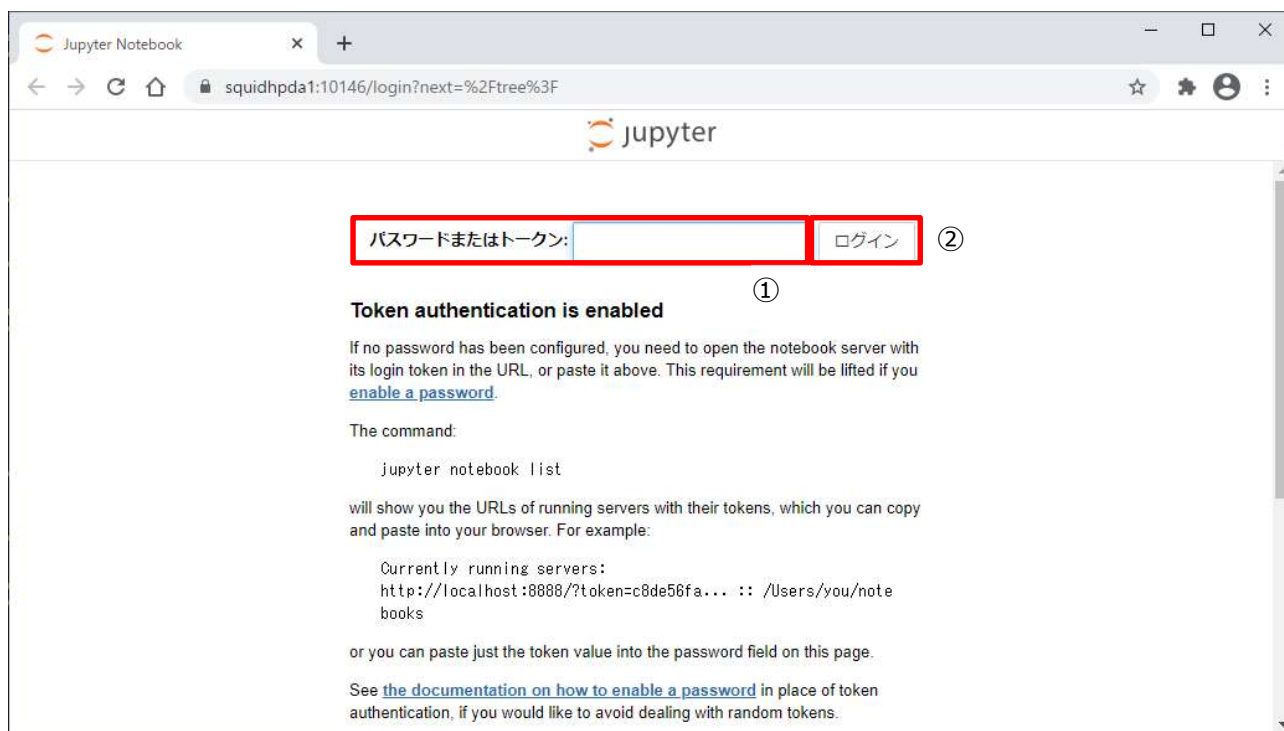 Jupyter Notebook
squidhpda1:10146/login?next=%2Ftree%3F
jupyter
パスワードまたはトークン: ログイン ②
①
Token authentication is enabled
If no password has been configured, you need to open the notebook server with
its login token in the URL, or paste it above. This requirement will be lifted if you
enable a password.
The command:
jupyter notebook list
will show you the URLs of running servers with their tokens, which you can copy
and paste into your browser. For example:
Currently running servers:
http://localhost:8888/?token=c8de56fa... :: /Users/you/note
books
or you can paste just the token value into the password field on this page.
See the documentation on how to enable a password in place of token
authentication, if you would like to avoid dealing with random tokens.